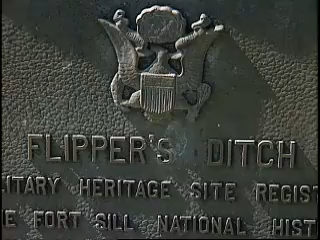 FLIPPER'S DITCH
LITARY HERITAGE SITE REGIST
E FORT SILL NATIONAL HIST